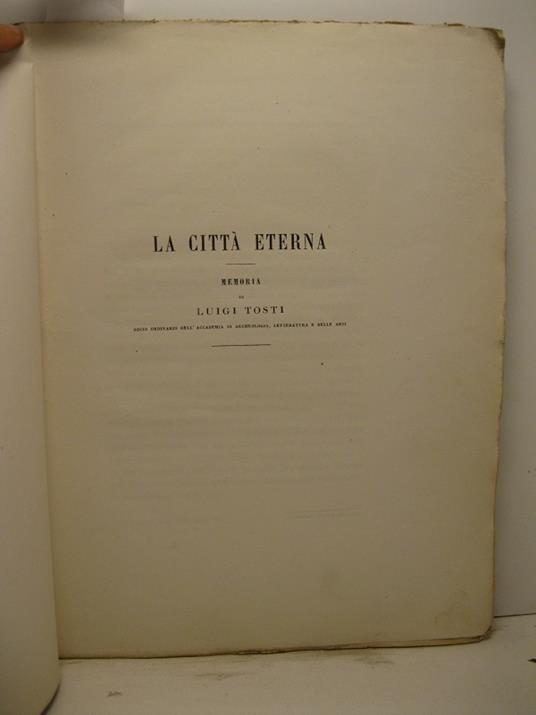 LA CITTÀ ETERNA
MEMORIA
DI
LUIGI TOSTI
SOCIO ORDINARIO DELL'ACCADEMIA DI ARCHEOLOGIA, LETTERATURA E BELLE ARTI